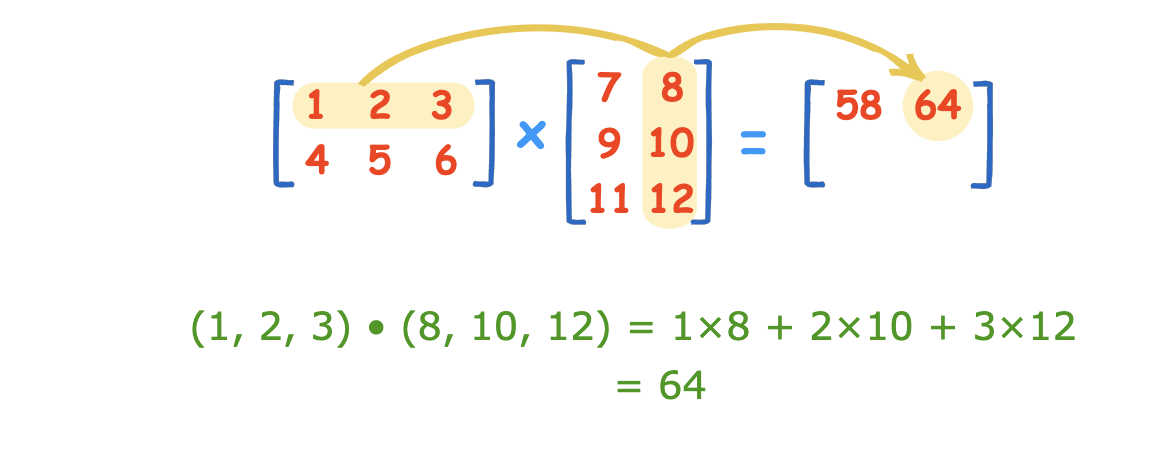 [1 2 3
4 5 6] × [7 8
9 10
11 12] = [58 64]
(1, 2, 3) • (8, 10, 12) = 1×8 + 2×10 + 3×12
= 64